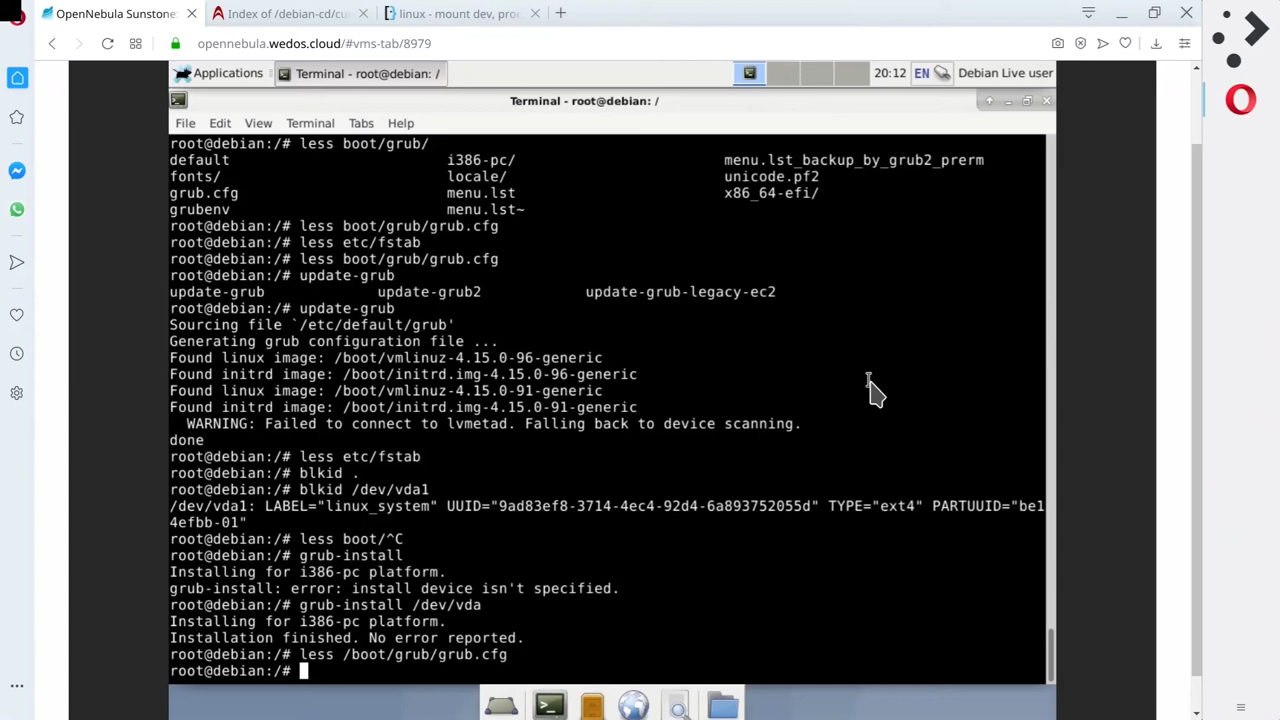 OpenNebula Sunstone:
Index of /debian-cd/cu
linux - mount dev, proc
opennebula.wedos.cloud/#vms-tab/8979
Applications
Terminal - root@debian: /
20:12
EN
Debian Live user
Terminal - root@debian: /
File Edit View Terminal Tabs Help
root@debian:/# less boot/grub/
default i386-pc/ menu.lst_backup_by_grub2_prerm
fonts/ locale/ unicode.pf2
grub.cfg menu.lst x86_64-efi/
grubenv menu.lst~
root@debian:/# less boot/grub/grub.cfg
root@debian:/# less etc/fstab
root@debian:/# less boot/grub/grub.cfg
root@debian:/# update-grub
update-grub update-grub2 update-grub-legacy-ec2
root@debian:/# update-grub
Sourcing file `/etc/default/grub'
Generating grub configuration file ...
Found linux image: /boot/vmlinuz-4.15.0-96-generic
Found initrd image: /boot/initrd.img-4.15.0-96-generic
Found linux image: /boot/vmlinuz-4.15.0-91-generic
Found initrd image: /boot/initrd.img-4.15.0-91-generic
WARNING: Failed to connect to lvmetad. Falling back to device scanning.
done
root@debian:/# less etc/fstab
root@debian:/# blkid .
root@debian:/# blkid /dev/vda1
/dev/vda1: LABEL="linux_system" UUID="9ad83ef8-3714-4ec4-92d4-6a893752055d" TYPE="ext4" PARTUUID="be1
4efbb-01"
root@debian:/# less boot/^C
root@debian:/# grub-install
Installing for i386-pc platform.
grub-install: error: install device isn't specified.
root@debian:/# grub-install /dev/vda
Installing for i386-pc platform.
Installation finished. No error reported.
root@debian:/# less /boot/grub/grub.cfg
root@debian:/#